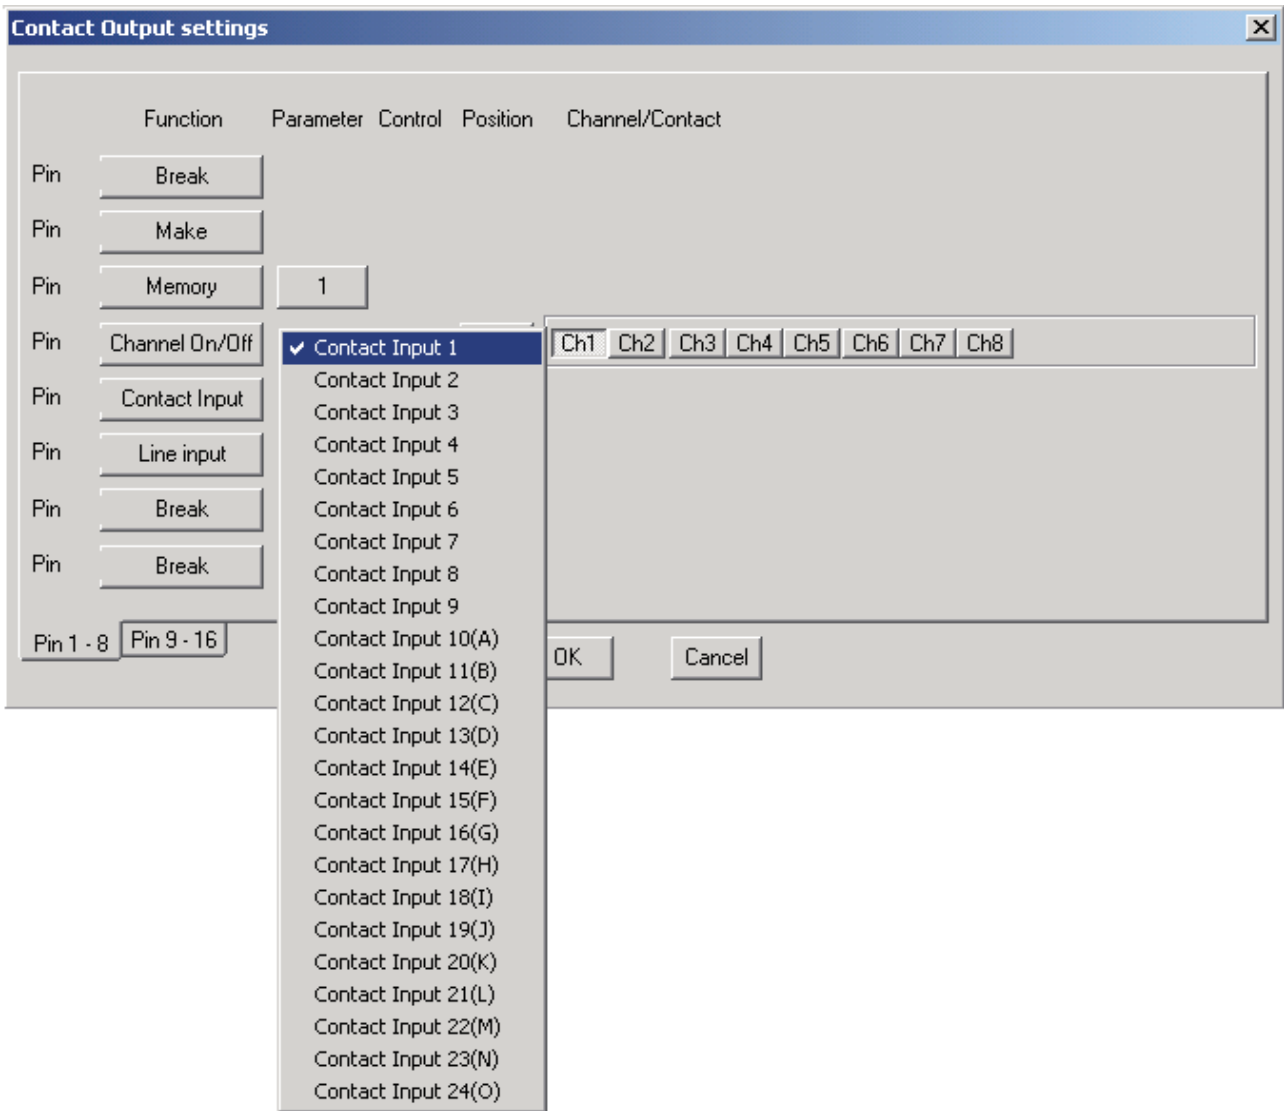 Contact Output settings
Function Parameter Control Position Channel/Contact
Pin Break
Pin Make
Pin Memory 1
Pin Channel On/Off Ch1 Ch2 Ch3 Ch4 Ch5 Ch6 Ch7 Ch8
Pin Contact Input
Pin Line input
Pin Break
Pin Break
Contact Input 1
Contact Input 2
Contact Input 3
Contact Input 4
Contact Input 5
Contact Input 6
Contact Input 7
Contact Input 8
Contact Input 9
Contact Input 10(A)
Contact Input 11(B)
Contact Input 12(C)
Contact Input 13(D)
Contact Input 14(E)
Contact Input 15(F)
Contact Input 16(G)
Contact Input 17(H)
Contact Input 18(I)
Contact Input 19(J)
Contact Input 20(K)
Contact Input 21(L)
Contact Input 22(M)
Contact Input 23(N)
Contact Input 24(O)
Pin 1 - 8 Pin 9 - 16
OK Cancel